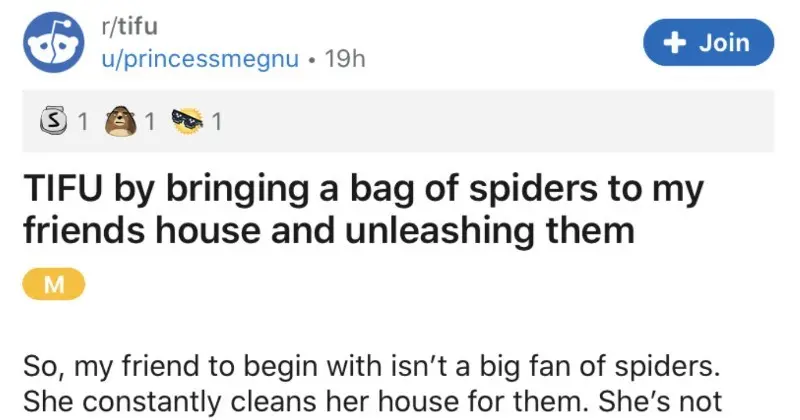 r/tifu
u/princessmegnu • 19h
+ Join
S 1 1 1
TIFU by bringing a bag of spiders to my
friends house and unleashing them
M
So, my friend to begin with isn’t a big fan of spiders.
She constantly cleans her house for them. She’s not